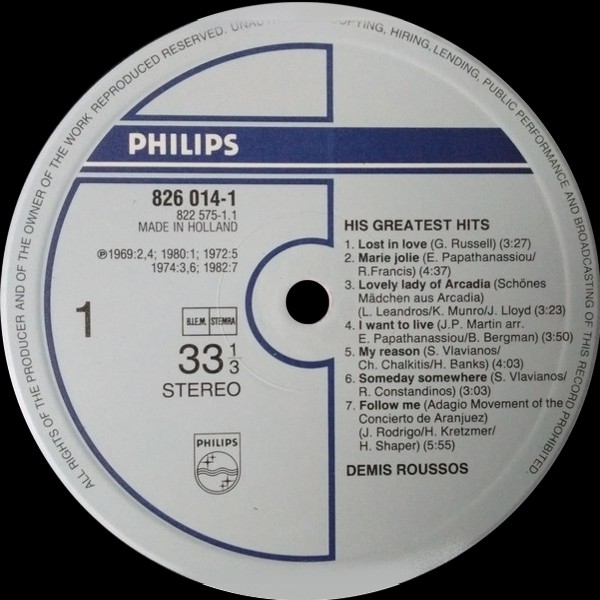 ALL RIGHTS OF THE PRODUCER AND OF THE OWNER OF THE WORK REPRODUCED RESERVED. COPYING, HIRING, LENDING, PUBLIC PERFORMANCE AND BROADCASTING OF THIS RECORD PROHIBITED.
PHILIPS
826 014-1
822 575-1.1
MADE IN HOLLAND
℗1969:2,4; 1980:1; 1972:5
1974:3,6; 1982:7
1
B.I.E.M. STEMRA
33 1/3
STEREO
PHILIPS
HIS GREATEST HITS
1. Lost in love (G. Russell) (3:27)
2. Marie jolie (E. Papathanassiou/
R.Francis) (4:37)
3. Lovely lady of Arcadia (Schönes
Mädchen aus Arcadia)
(L. Leandros/K. Munro/J. Lloyd (3:23)
4. I want to live (J.P. Martin arr.
E. Papathanassiou/B. Bergman) (3:50)
5. My reason (S. Vlavianos/
Ch. Chalkitis/H. Banks) (4:03)
6. Someday somewhere (S. Vlavianos/
R. Constandinos) (3:03)
7. Follow me (Adagio Movement of the
Concierto de Aranjuez)
(J. Rodrigo/H. Kretzmer/
H. Shaper) (5:55)
DEMIS ROUSSOS